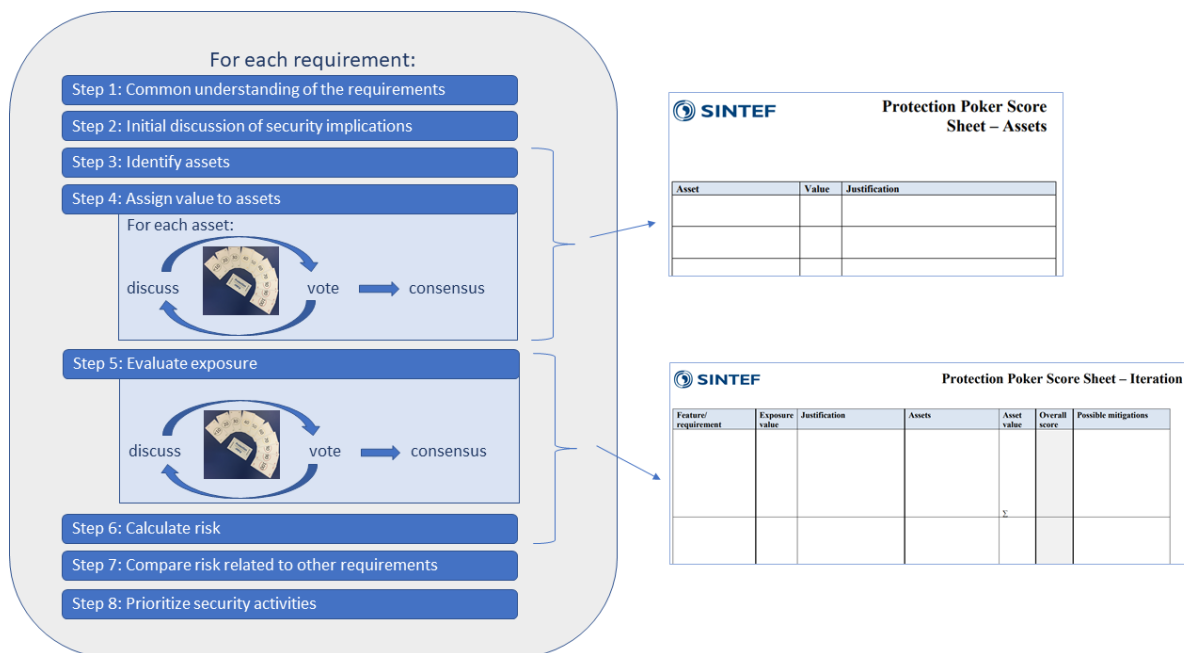 For each requirement:
Step 1: Common understanding of the requirements
Step 2: Initial discussion of security implications
Step 3: Identify assets
Step 4: Assign value to assets
For each asset:
discuss
vote
consensus
Step 5: Evaluate exposure
discuss
vote
consensus
Step 6: Calculate risk
Step 7: Compare risk related to other requirements
Step 8: Prioritize security activities
SINTEF
Protection Poker Score
Sheet – Assets
Asset Value Justification
SINTEF
Protection Poker Score Sheet – Iteration
Feature/
requirement
Exposure
value
Justification
Assets
Asset
value
Overall
score
Possible mitigations
Σ